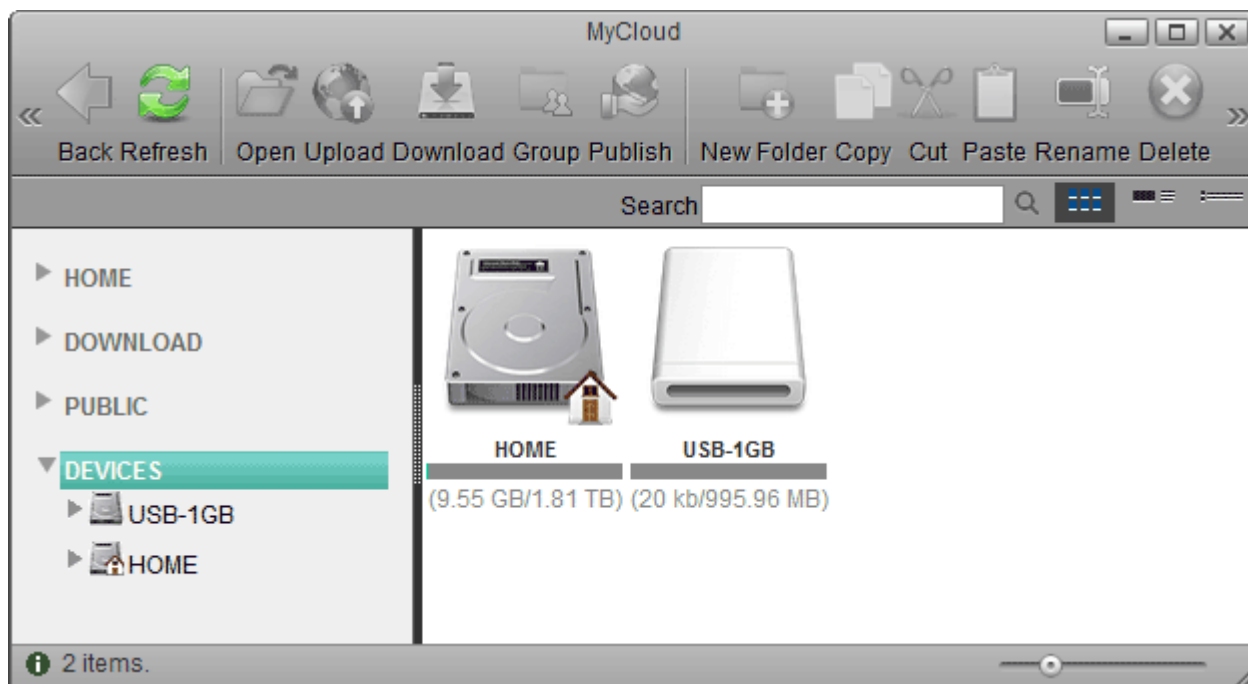 MyCloud
« »
Back Refresh Open Upload Download Group Publish New Folder Copy Cut Paste Rename Delete
Search
HOME
DOWNLOAD
PUBLIC
DEVICES
USB-1GB
HOME
HOME USB-1GB
(9.55 GB/1.81 TB) (20 kb/995.96 MB)
2 items.